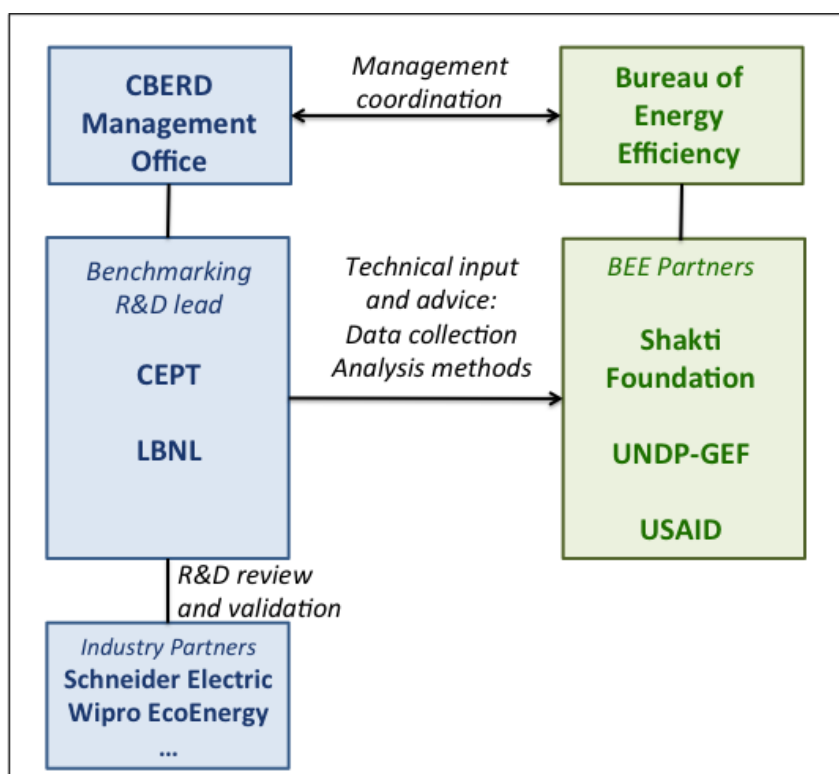 CBERD
Management
Office
Management
coordination
Bureau of
Energy
Efficiency
Benchmarking
R&D lead
CEPT
LBNL
Technical input
and advice:
Data collection
Analysis methods
BEE Partners
Shakti
Foundation
UNDP-GEF
USAID
R&D review
and validation
Industry Partners
Schneider Electric
Wipro EcoEnergy
...